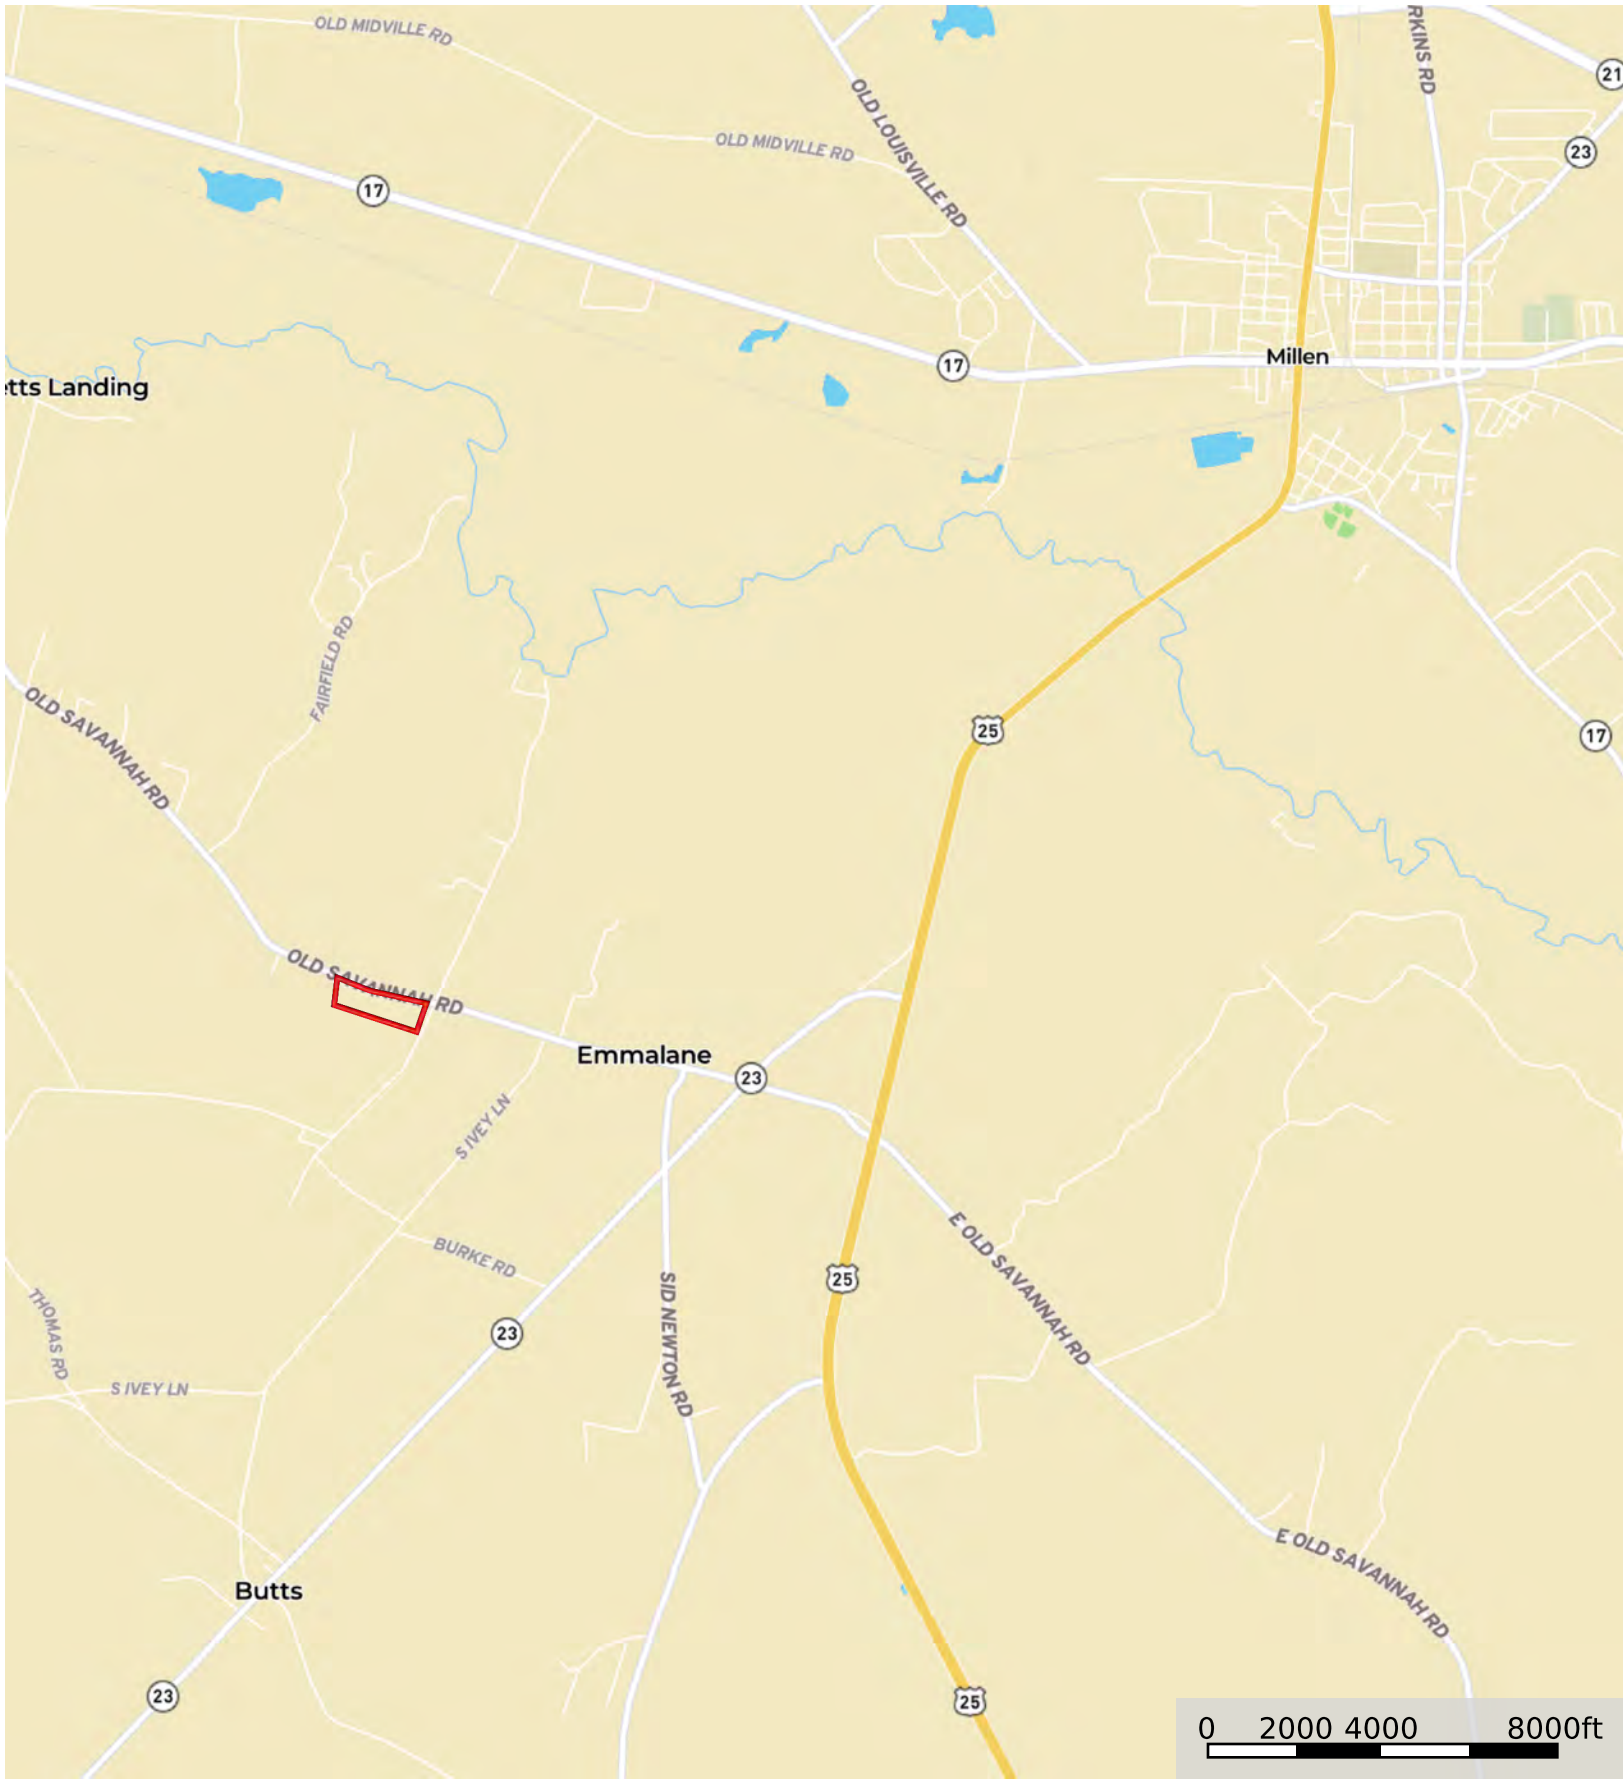 OLD MIDVILLE RD
RKINS RD
21
OLD LOUISVILLE RD
OLD MIDVILLE RD
23
17
17
Millen
etts Landing
FAIRFIELD RD
OLD SAVANNAH RD
25
17
OLD SAVANNAH RD
Emmalane
23
S IVEY LN
BURKE RD
E OLD SAVANNAH RD
25
SID NEWTON RD
THOMAS RD
23
S IVEY LN
E OLD SAVANNAH RD
Butts
23
25
0 2000 4000 8000ft